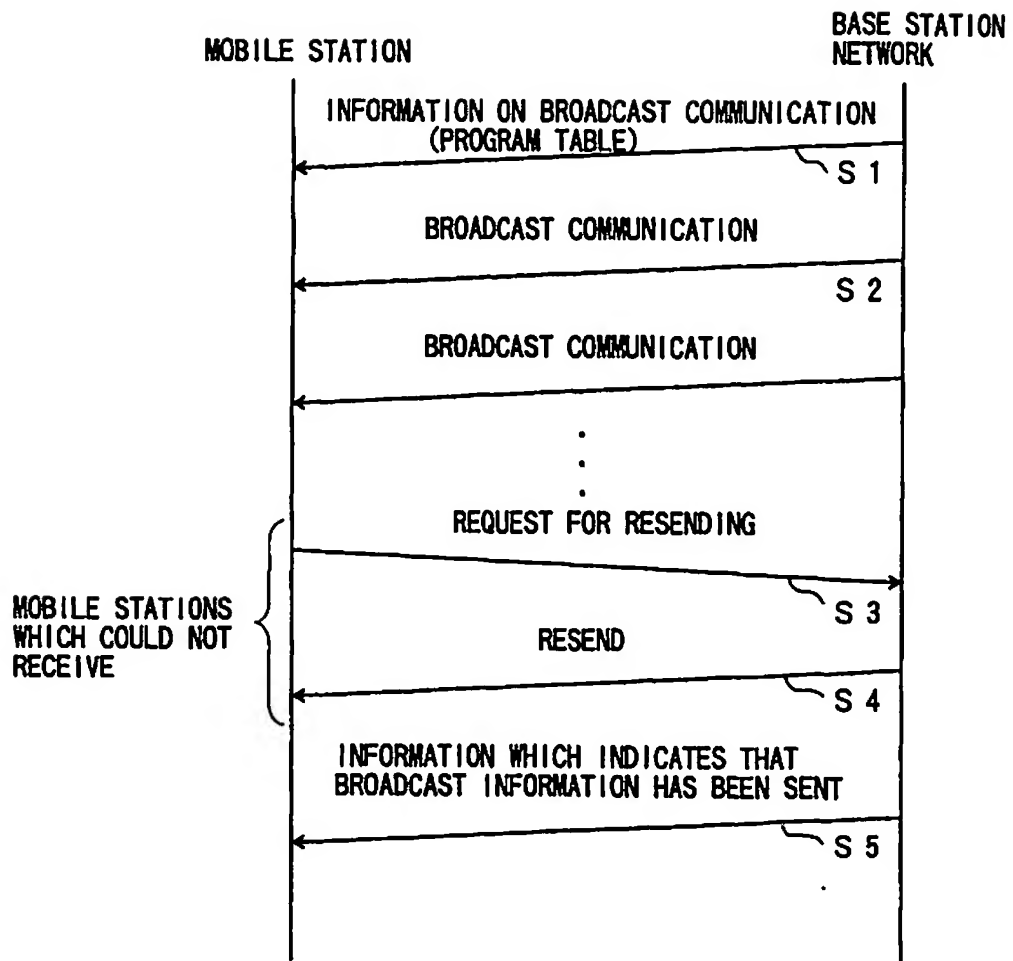 MOBILE STATION
BASE STATION
NETWORK
INFORMATION ON BROADCAST COMMUNICATION
(PROGRAM TABLE)
S 1
BROADCAST COMMUNICATION
S 2
BROADCAST COMMUNICATION
REQUEST FOR RESENDING
S 3
MOBILE STATIONS
WHICH COULD NOT
RECEIVE
RESEND
S 4
INFORMATION WHICH INDICATES THAT
BROADCAST INFORMATION HAS BEEN SENT
S 5